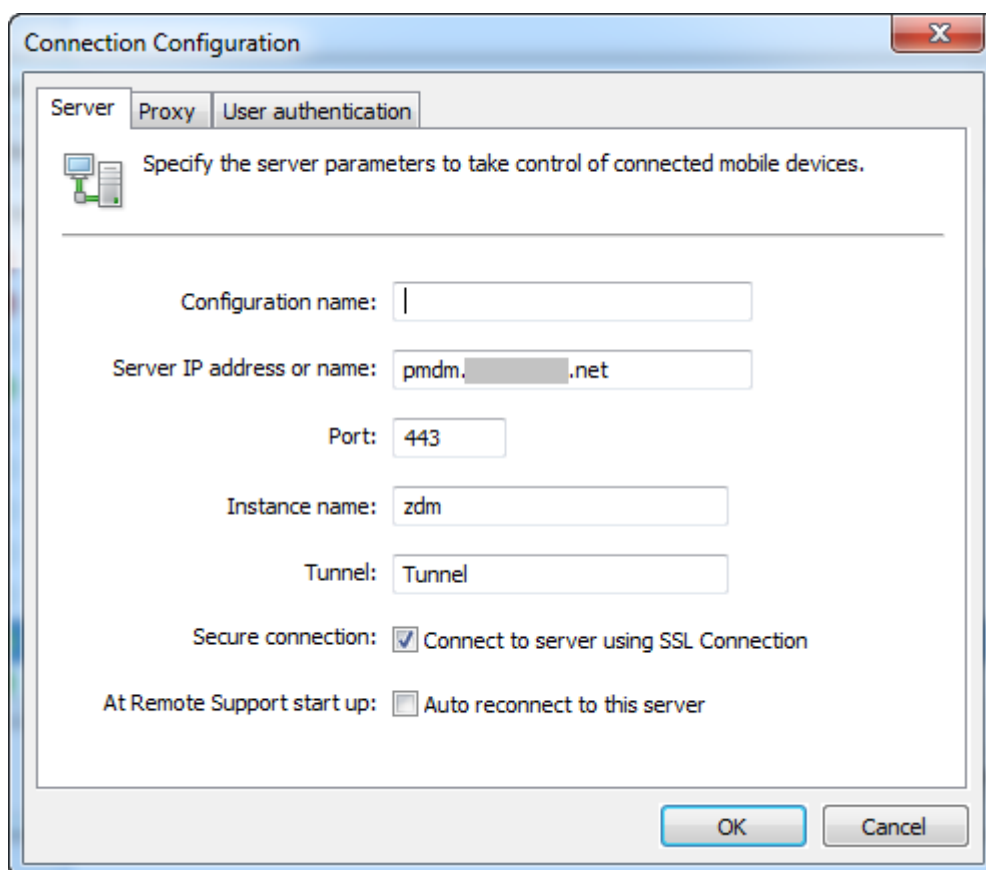 Connection Configuration
Server Proxy User authentication
Specify the server parameters to take control of connected mobile devices.
Configuration name:
Server IP address or name: pmdm. .net
Port: 443
Instance name: zdm
Tunnel: Tunnel
Secure connection: Connect to server using SSL Connection
At Remote Support start up: Auto reconnect to this server
OK Cancel